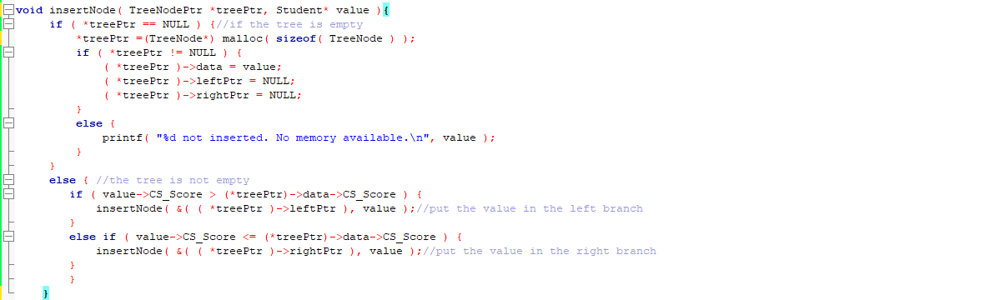 void insertNode( TreeNodePtr *treePtr, Student* value ){
if ( *treePtr == NULL ) {//if the tree is empty
*treePtr =(TreeNode*) malloc( sizeof( TreeNode ) );
if ( *treePtr != NULL ) {
( *treePtr )->data = value;
( *treePtr )->leftPtr = NULL;
( *treePtr )->rightPtr = NULL;
}
else {
printf( "%d not inserted. No memory available.\n", value );
}
}
else { //the tree is not empty
if ( value->CS_Score > (*treePtr)->data->CS_Score ) {
insertNode( &( ( *treePtr )->leftPtr ), value );//put the value in the left branch
}
else if ( value->CS_Score <= (*treePtr)->data->CS_Score ) {
insertNode( &( ( *treePtr )->rightPtr ), value );//put the value in the right branch
}
}
}